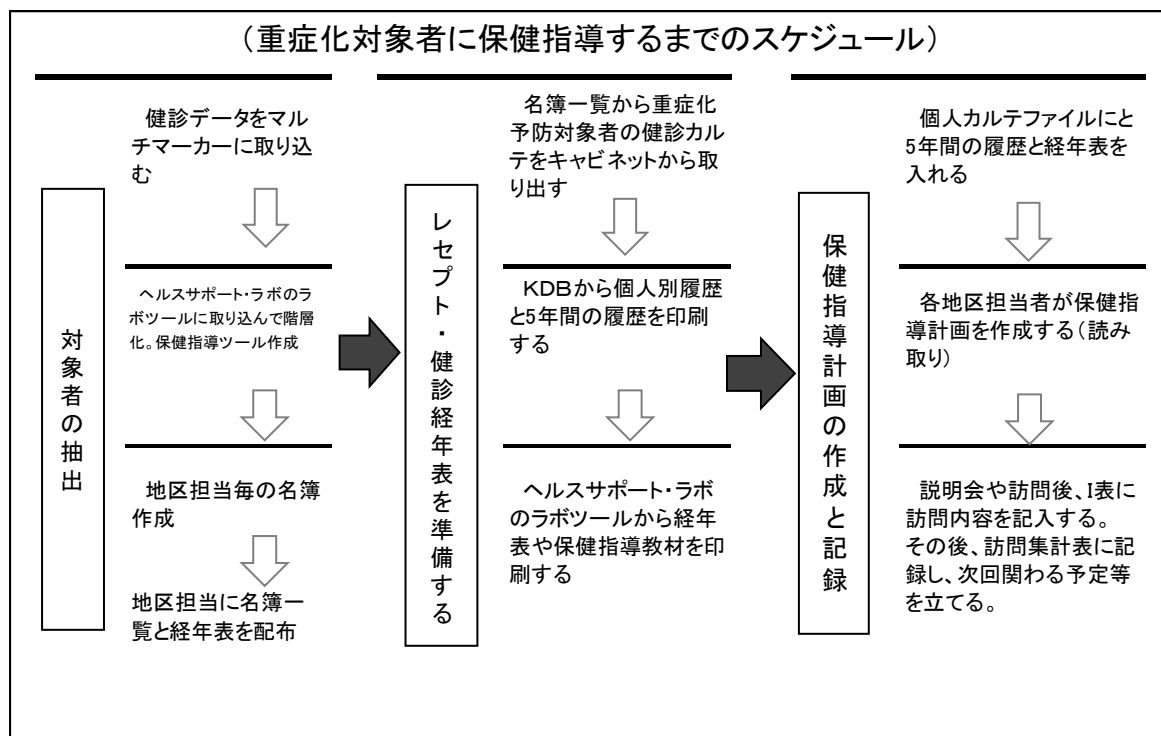 （重症化対象者に保健指導するまでのスケジュール）
対象者の抽出
健診データをマル
チマーカーに取り込
む
ヘルスサポート・ラボのラ
ボツールに取り込んで階層
化。保健指導ツール作成
地区担当毎の名簿
作成
地区担当に名簿一
覧と経年表を配布
レセプト・健診経年表を準備する
名簿一覧から重症化
予防対象者の健診カル
テをキャビネットから取
り出す
KDBから個人別履歴
と5年間の履歴を印刷
する
ヘルスサポート・ラボ
のラボツールから経年
表や保健指導教材を印
刷する
保健指導計画の作成と記録
個人カルテファイルにと
5年間の履歴と経年表を
入れる
各地区担当者が保健指
導計画を作成する（読み
取り）
説明会や訪問後、I表に
訪問内容を記入する。
その後、訪問集計表に記
録し、次回関わる予定等
を立てる。